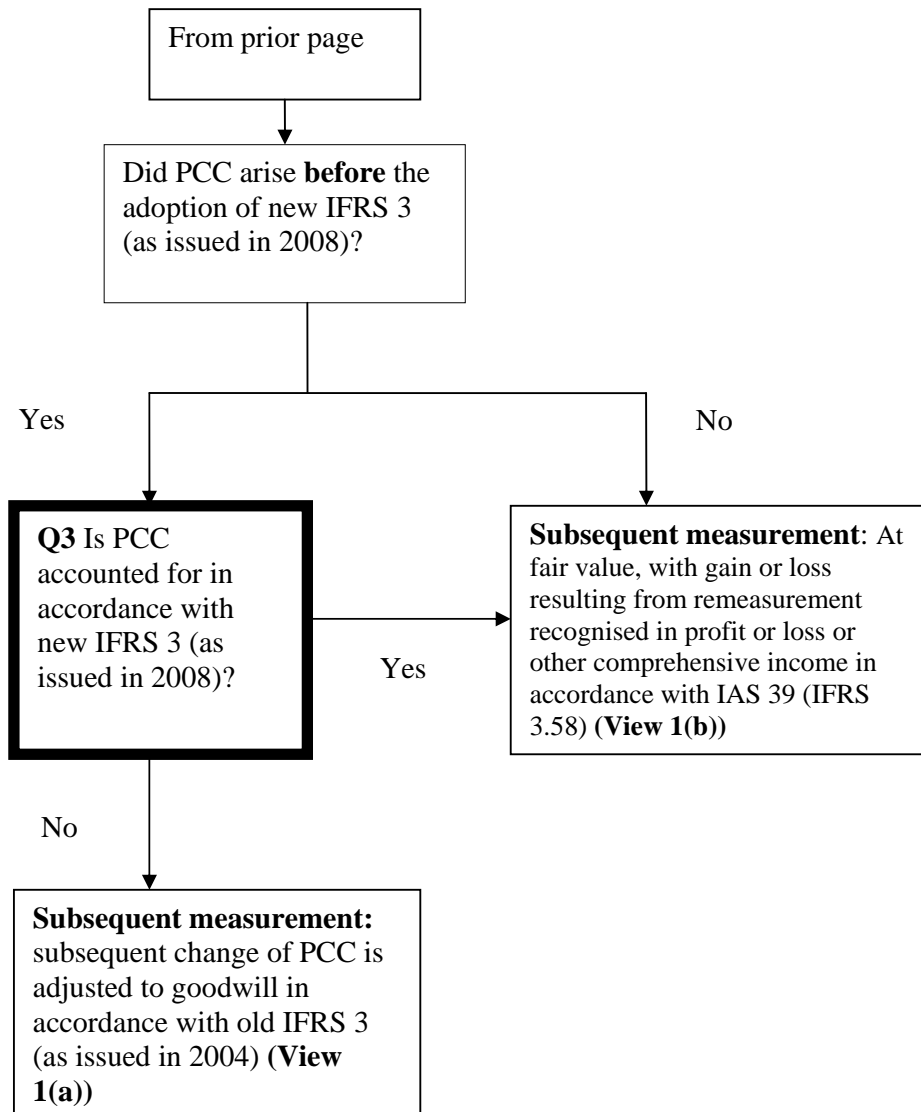 From prior page
Did PCC arise before the
adoption of new IFRS 3
(as issued in 2008)?
Yes
No
Q3 Is PCC
accounted for in
accordance with
new IFRS 3 (as
issued in 2008)?
Yes
Subsequent measurement: At
fair value, with gain or loss
resulting from remeasurement
recognised in profit or loss or
other comprehensive income in
accordance with IAS 39 (IFRS
3.58) (View 1(b))
No
Subsequent measurement:
subsequent change of PCC is
adjusted to goodwill in
accordance with old IFRS 3
(as issued in 2004) (View
1(a))